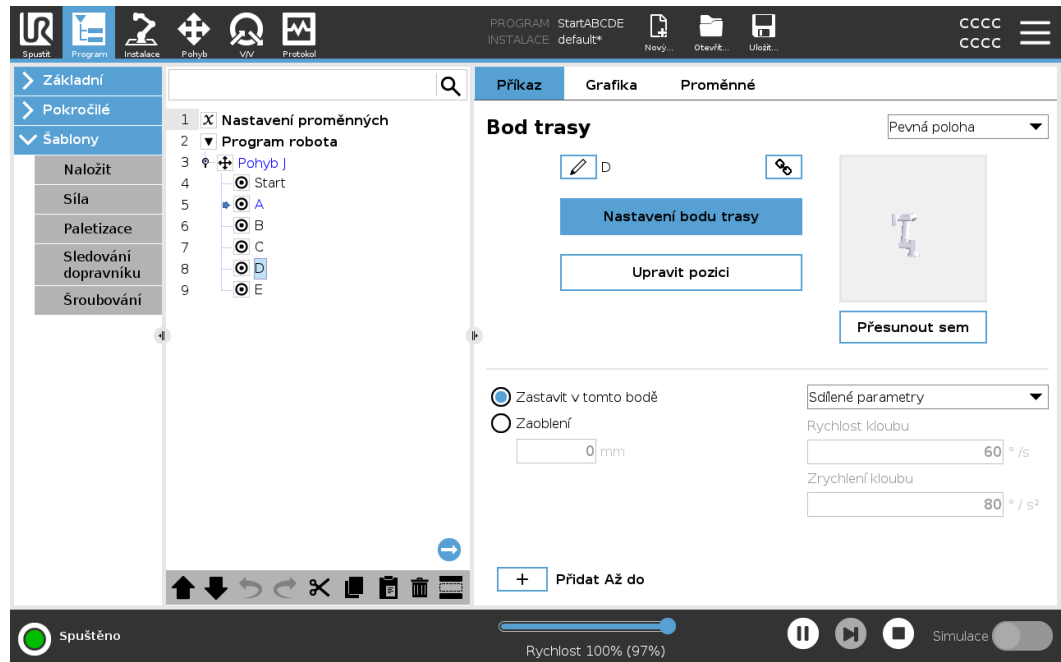 PROGRAM StartABCDE
INSTALACE default*
cccc
cccc
Spustit Program Instalace Pohyb V/V Protokol Nový... Otevřít... Uložit...
Základní
Pokročilé
Šablony
Naložit
Síla
Paletizace
Sledování
dopravníku
Šroubování
1 X Nastavení proměnných
2 Program robota
3 Pohyb J
4 Start
5 A
6 B
7 C
8 D
9 E
Příkaz Grafika Proměnné
Bod trasy
Pevná poloha
D
Nastavení bodu trasy
Upravit pozici
Přesunout sem
Zastavit v tomto bodě
Sdílené parametry
Zaoblení
Rychlost kloubu
0 mm
60 ° /s
Zrychlení kloubu
80 ° / s²
+ Přidat Až do
Spuštěno
Rychlost 100% (97%)
Simulace